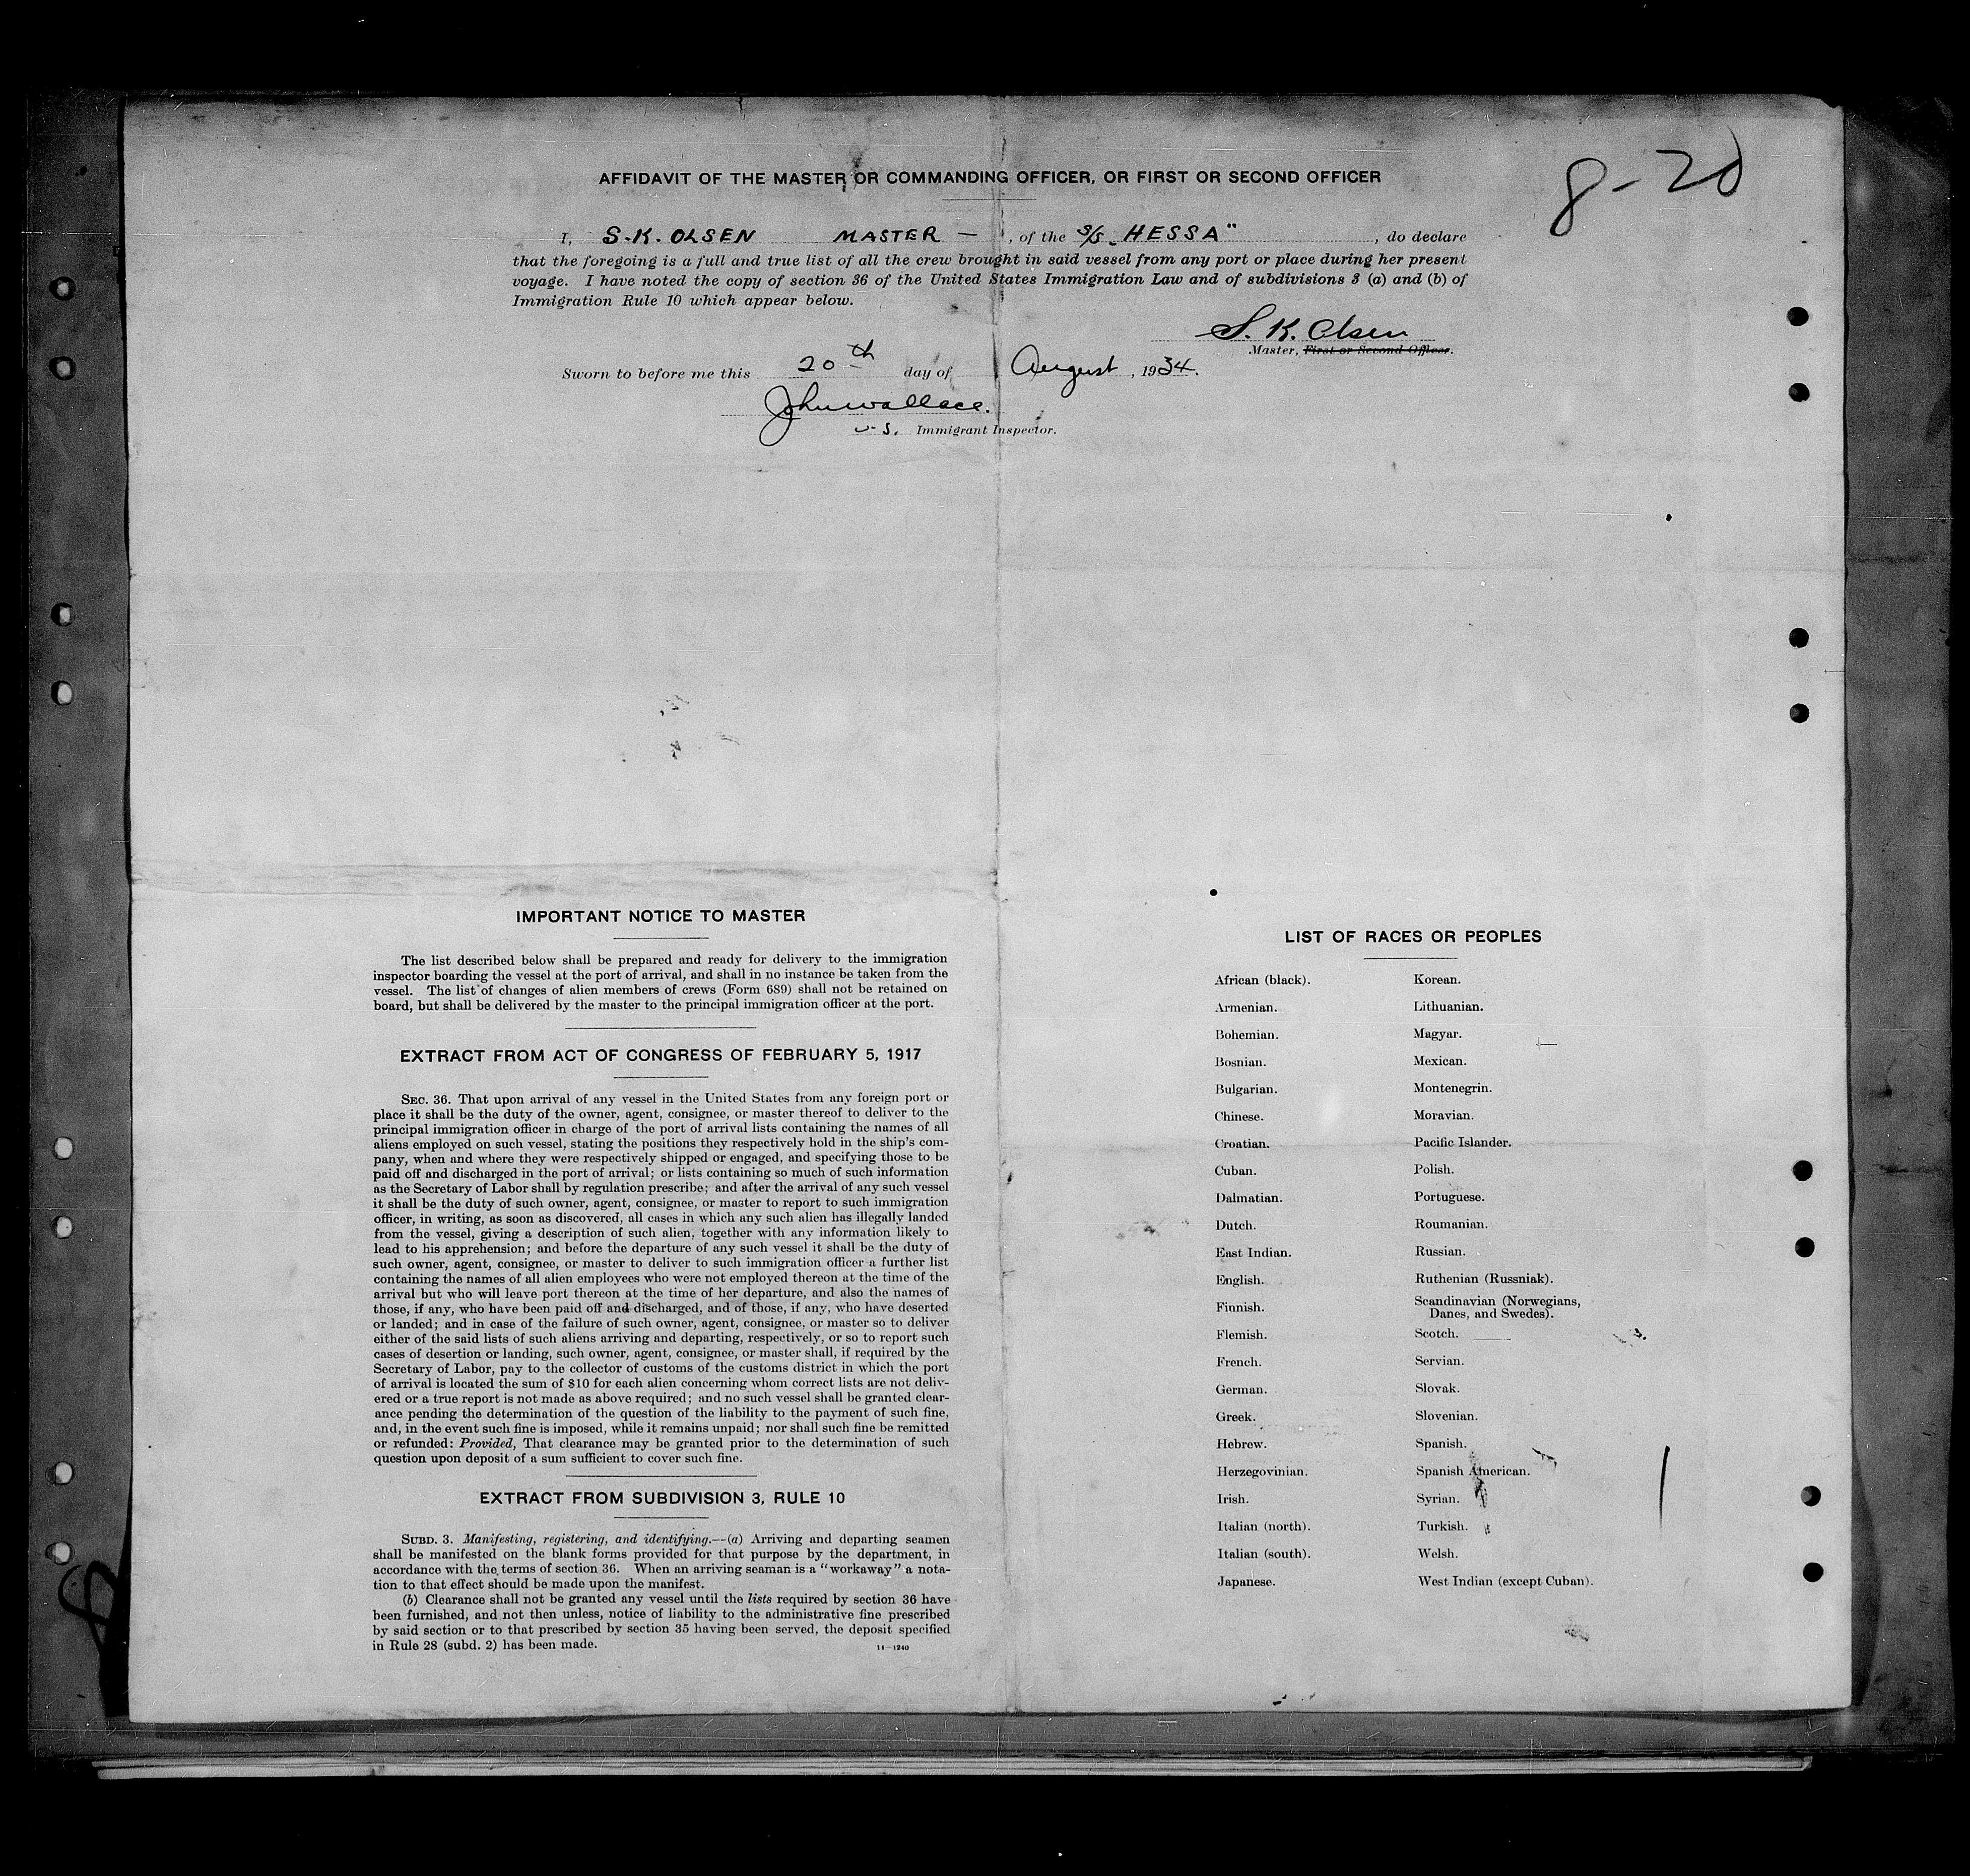 8-20
AFFIDAVIT OF THE MASTER OR COMMANDING OFFICER, OR FIRST OR SECOND OFFICER
I, S.K. OLSEN MASTER —, of the S/S „HESSA", do declare
that the foregoing is a full and true list of all the crew brought in said vessel from any port or place during her present
voyage. I have noted the copy of section 36 of the United States Immigration Law and of subdivisions 3 (a) and (b) of
Immigration Rule 10 which appear below.
S. K. Olsen
Master, First or Second Officer.
Sworn to before me this 20th day of August, 1934.
John Wallace.
U.S. Immigrant Inspector.
IMPORTANT NOTICE TO MASTER
The list described below shall be prepared and ready for delivery to the immigration
inspector boarding the vessel at the port of arrival, and shall in no instance be taken from the
vessel. The list of changes of alien members of crews (Form 689) shall not be retained on
board, but shall be delivered by the master to the principal immigration officer at the port.
EXTRACT FROM ACT OF CONGRESS OF FEBRUARY 5, 1917
SEC. 36. That upon arrival of any vessel in the United States from any foreign port or
place it shall be the duty of the owner, agent, consignee, or master thereof to deliver to the
principal immigration officer in charge of the port of arrival lists containing the names of all
aliens employed on such vessel, stating the positions they respectively hold in the ship's com-
pany, when and where they were respectively shipped or engaged, and specifying those to be
paid off and discharged in the port of arrival; or lists containing so much of such information
as the Secretary of Labor shall by regulation prescribe; and after the arrival of any such vessel
it shall be the duty of such owner, agent, consignee, or master to report to such immigration
officer, in writing, as soon as discovered, all cases in which any such alien has illegally landed
from the vessel, giving a description of such alien, together with any information likely to
lead to his apprehension; and before the departure of any such vessel it shall be the duty of
such owner, agent, consignee, or master to deliver to such immigration officer a further list
containing the names of all alien employees who were not employed thereon at the time of the
arrival but who will leave port thereon at the time of her departure, and also the names of
those, if any, who have been paid off and discharged, and of those, if any, who have deserted
or landed; and in case of the failure of such owner, agent, consignee, or master so to deliver
either of the said lists of such aliens arriving and departing, respectively, or so to report such
cases of desertion or landing, such owner, agent, consignee, or master shall, if required by the
Secretary of Labor, pay to the collector of customs of the customs district in which the port
of arrival is located the sum of $10 for each alien concerning whom correct lists are not deliv-
ered or a true report is not made as above required; and no such vessel shall be granted clear-
ance pending the determination of the question of the liability to the payment of such fine,
and, in the event such fine is imposed, while it remains unpaid; nor shall such fine be remitted
or refunded: Provided, That clearance may be granted prior to the determination of such
question upon deposit of a sum sufficient to cover such fine.
EXTRACT FROM SUBDIVISION 3, RULE 10
SUBD. 3. Manifesting, registering, and identifying.—(a) Arriving and departing seamen
shall be manifested on the blank forms provided for that purpose by the department, in
accordance with the terms of section 36. When an arriving seaman is a "workaway" a nota-
tion to that effect should be made upon the manifest.
(b) Clearance shall not be granted any vessel until the lists required by section 36 have
been furnished, and not then unless, notice of liability to the administrative fine prescribed
by said section or to that prescribed by section 35 having been served, the deposit specified
in Rule 28 (subd. 2) has been made.
11—1240
LIST OF RACES OR PEOPLES
African (black).
Armenian.
Bohemian.
Bosnian.
Bulgarian.
Chinese.
Croatian.
Cuban.
Dalmatian.
Dutch.
East Indian.
English.
Finnish.
Flemish.
French.
German.
Greek.
Hebrew.
Herzegovinian.
Irish.
Italian (north).
Italian (south).
Japanese.
Korean.
Lithuanian.
Magyar.
Mexican.
Montenegrin.
Moravian.
Pacific Islander.
Polish.
Portuguese.
Roumanian.
Russian.
Ruthenian (Russniak).
Scandinavian (Norwegians,
Danes, and Swedes).
Scotch.
Servian.
Slovak.
Slovenian.
Spanish.
Spanish American.
Syrian.
Turkish.
Welsh.
West Indian (except Cuban).